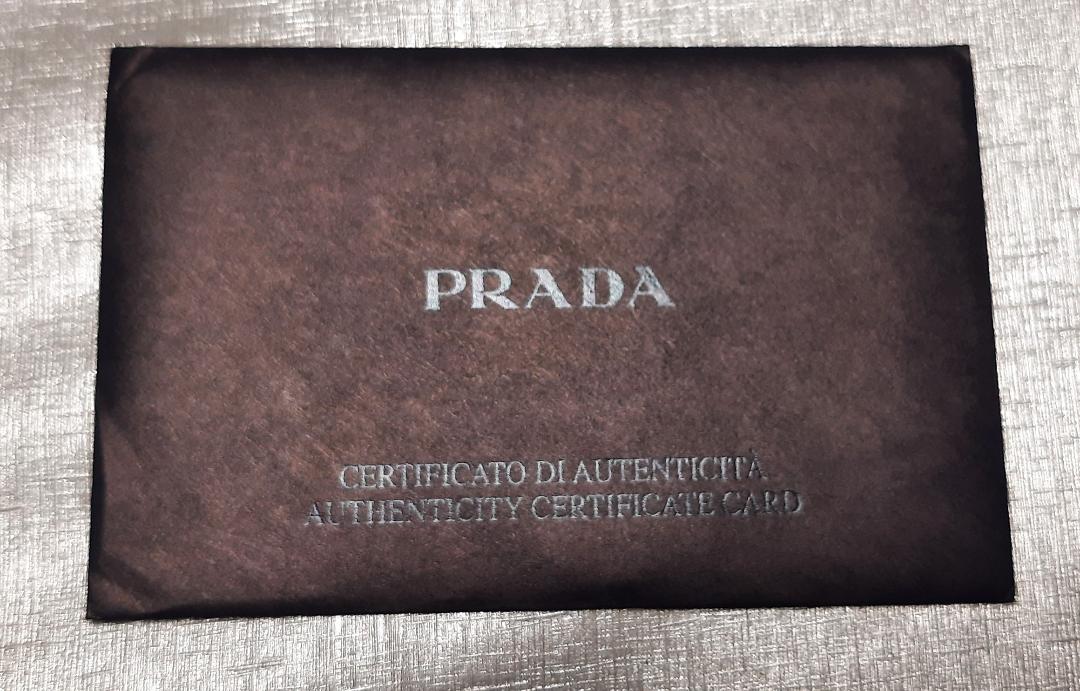 PRADA
CERTIFICATO DI AUTENTICITÀ
AUTHENTICITY CERTIFICATE CARD